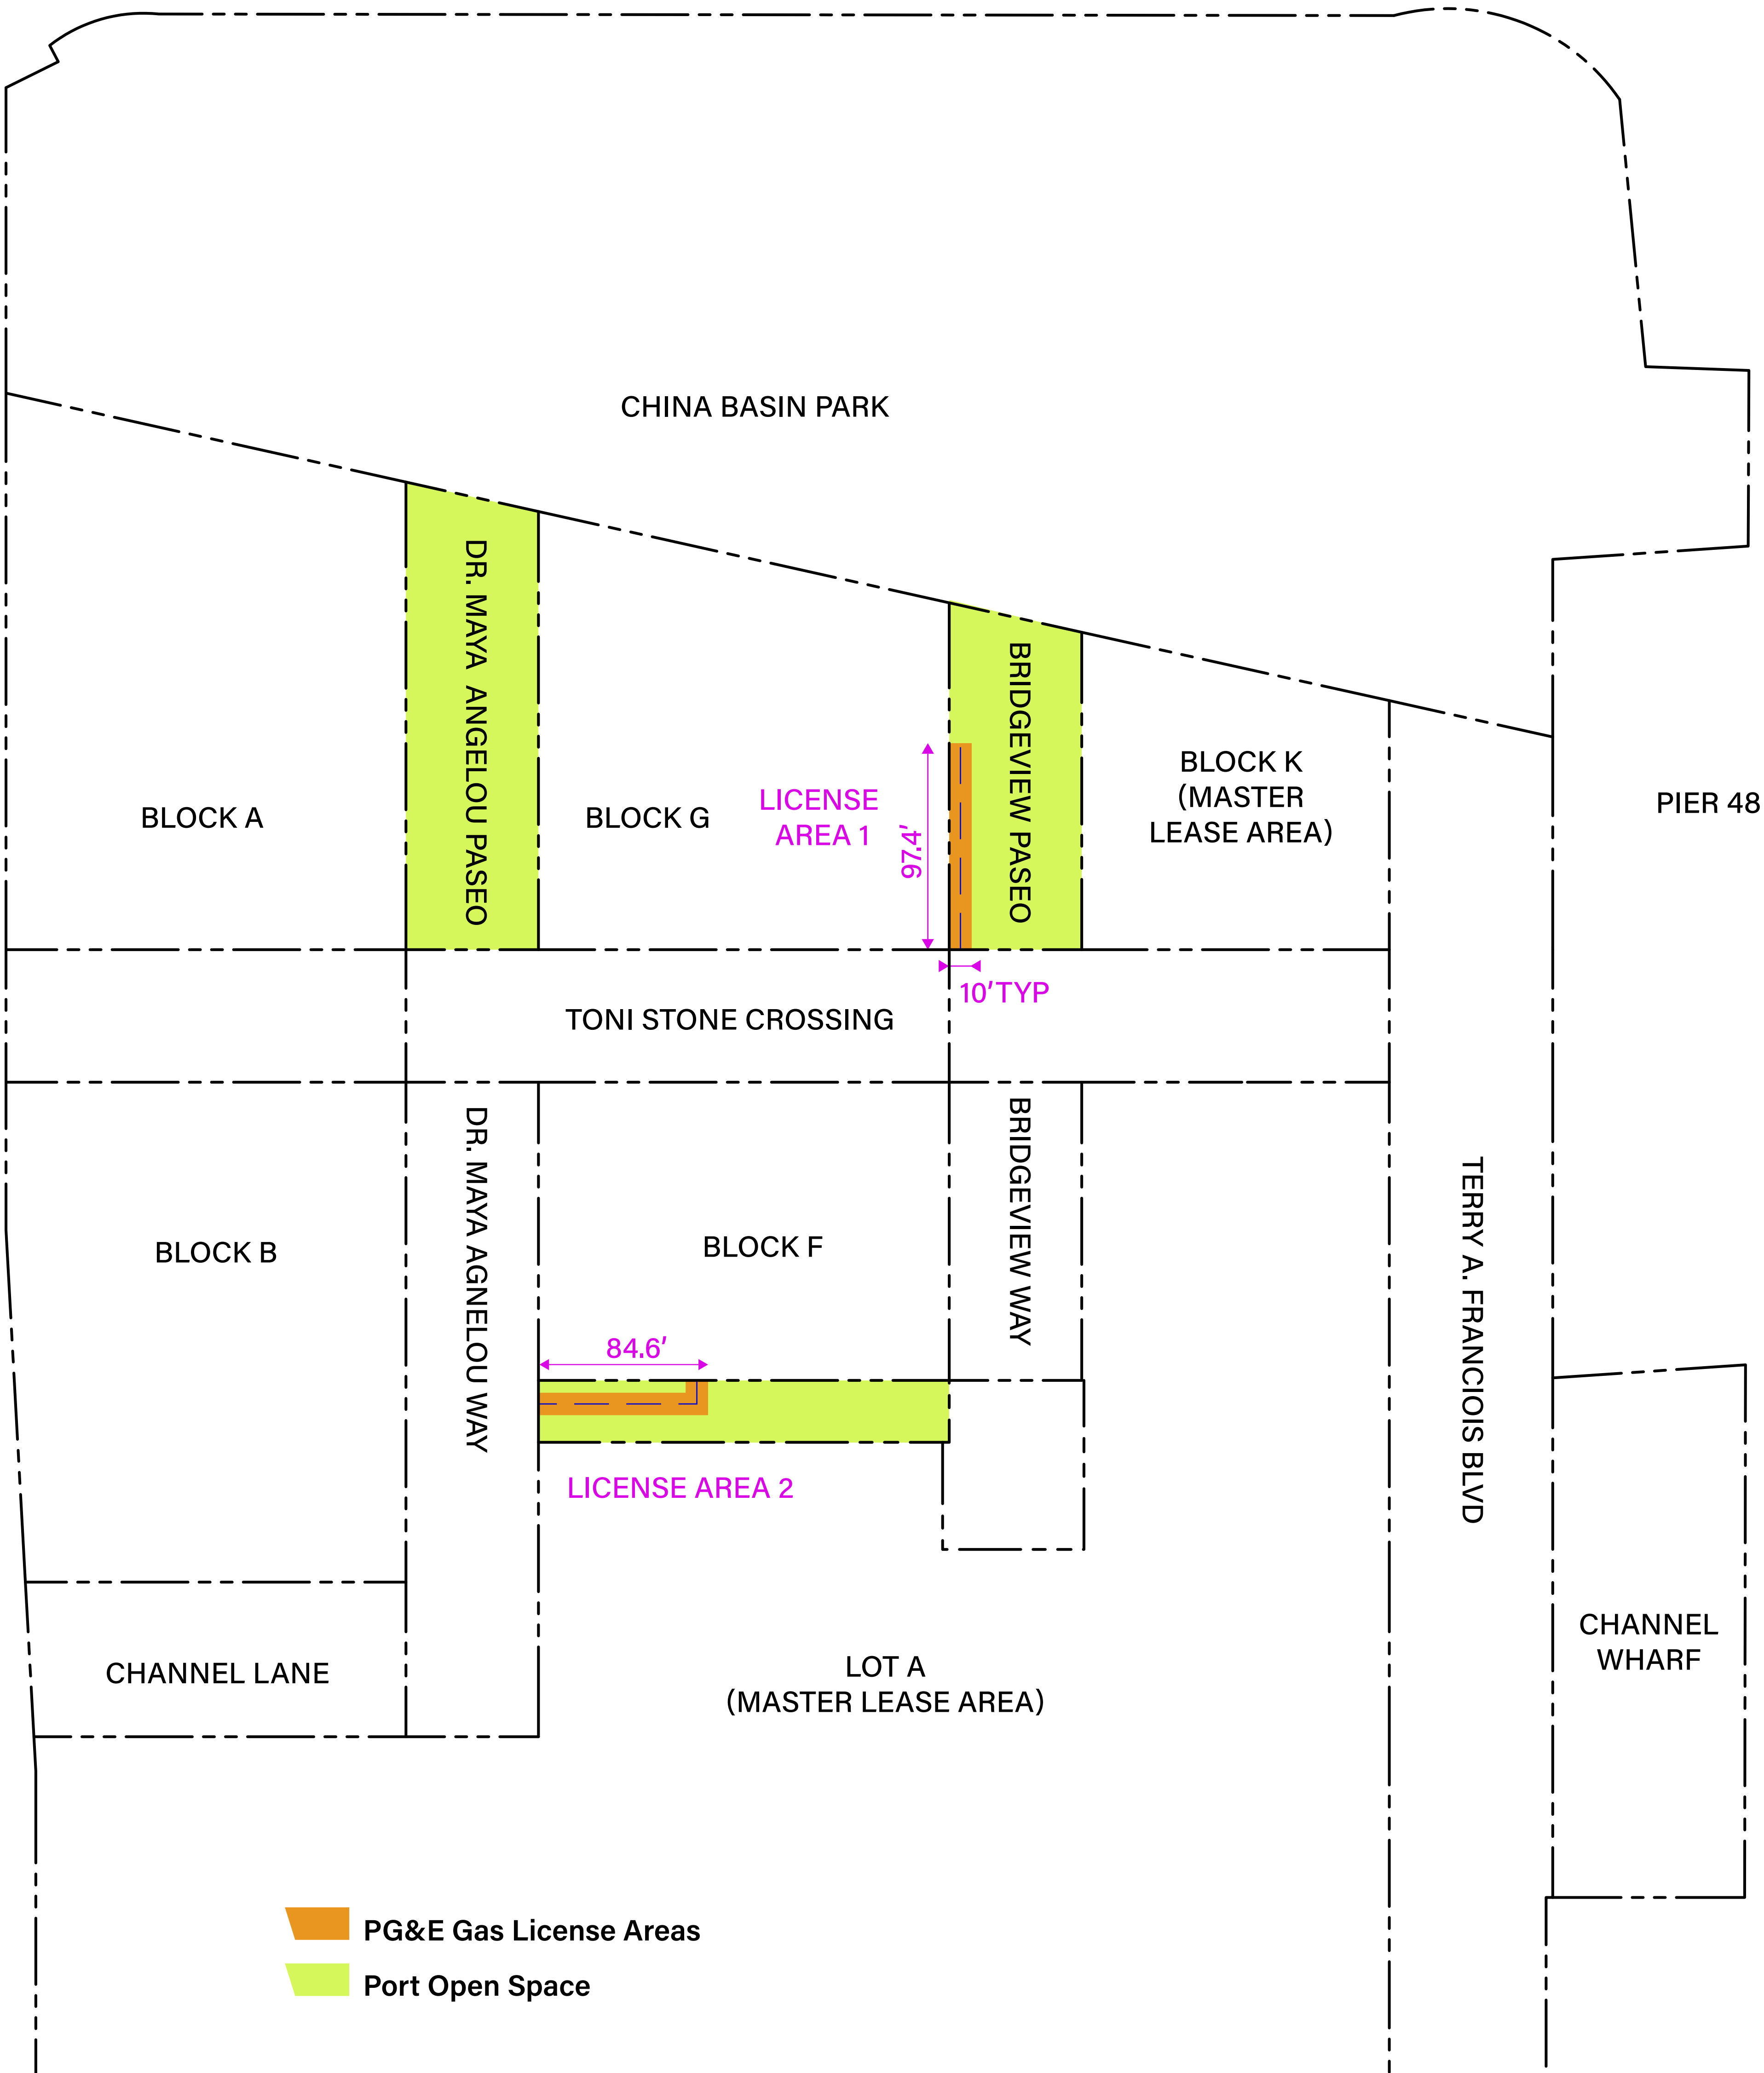 CHINA BASIN PARK
DR. MAYA ANGELOU PASEO
BRIDGEVIEW PASEO
BLOCK A
BLOCK G
LICENSE
AREA 1
97.4'
BLOCK K
(MASTER
LEASE AREA)
PIER 48
10' TYP
TONI STONE CROSSING
DR. MAYA AGNELOU WAY
BRIDGEVIEW WAY
TERRY A. FRANCIOIS BLVD
BLOCK B
BLOCK F
84.6'
LICENSE AREA 2
CHANNEL LANE
LOT A
(MASTER LEASE AREA)
CHANNEL
WHARF
PG&E Gas License Areas
Port Open Space